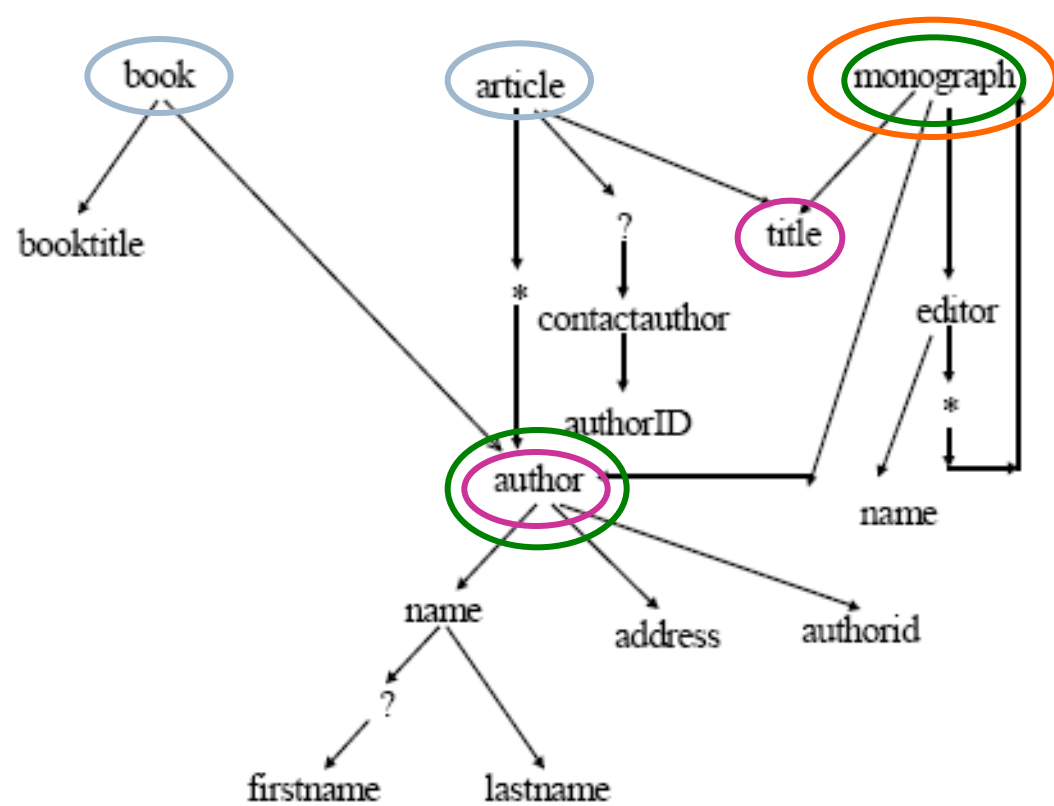 book
article
monograph
booktitle
?
title
*
contactauthor
editor
*
authorID
author
name
name
address
authorid
?
firstname
lastname